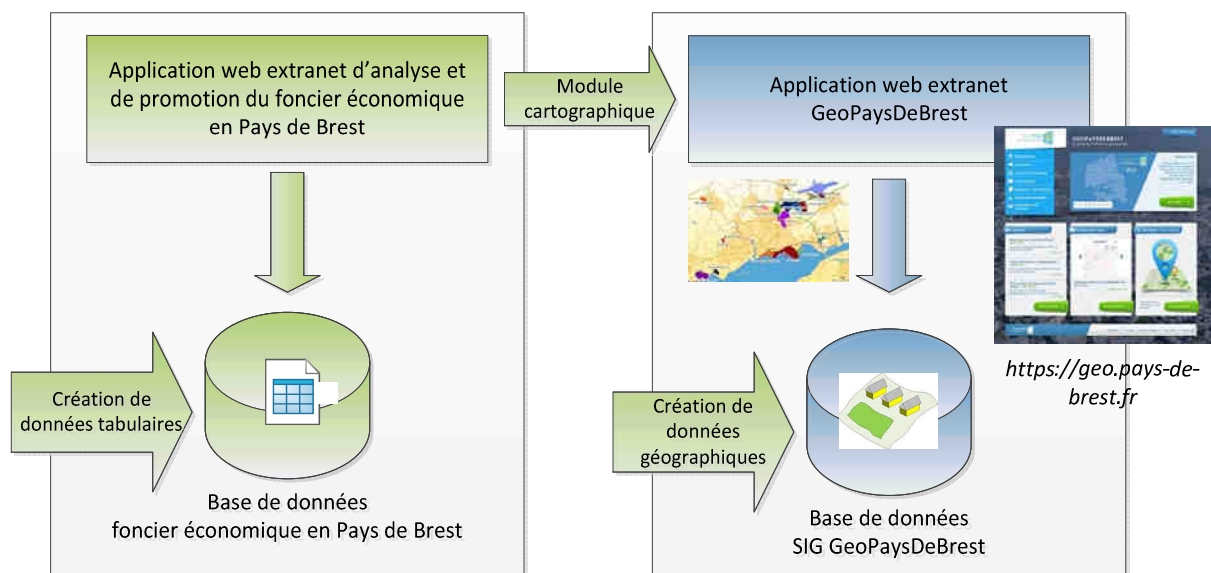 Application web extranet d'analyse et
de promotion du foncier économique
en Pays de Brest
Module
cartographique
Application web extranet
GeoPaysDeBrest
https://geo.pays-de-
brest.fr
Création de
données tabulaires
Base de données
foncier économique en Pays de Brest
Création de
données
géographiques
Base de données
SIG GeoPaysDeBrest